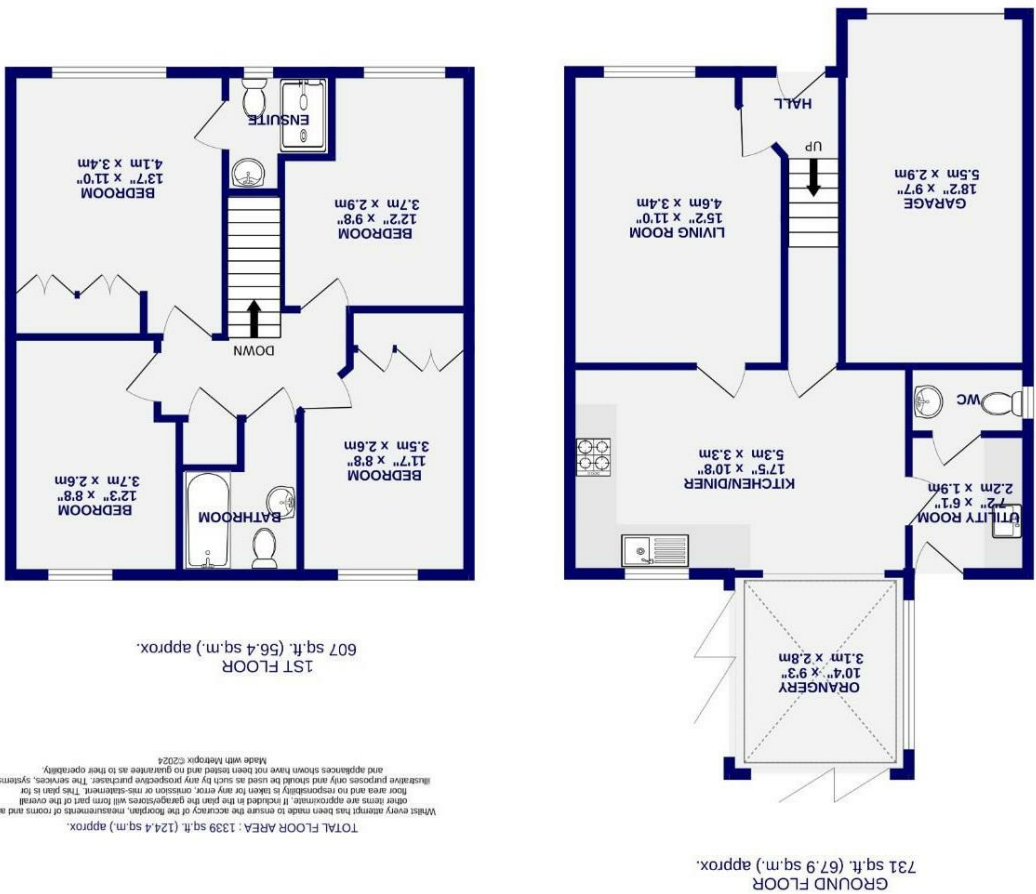 GROUND FLOOR
731 sq.ft. (67.9 sq.m.) approx.
ORANGERY
10'4" x 9'3"
3.1m x 2.8m
UTILITY ROOM
7'2" x 6'1"
2.2m x 1.9m
WC
KITCHEN/DINER
17'5" x 10'8"
5.3m x 3.3m
GARAGE
18'2" x 9'7"
5.5m x 2.9m
LIVING ROOM
15'2" x 11'0"
4.6m x 3.4m
UP
HALL
1ST FLOOR
607 sq.ft. (56.4 sq.m.) approx.
BATHROOM
BEDROOM
11'7" x 8'8"
3.5m x 2.6m
BEDROOM
12'3" x 8'8"
3.7m x 2.6m
DOWN
BEDROOM
12'2" x 9'8"
3.7m x 2.9m
BEDROOM
13'7" x 11'0"
4.1m x 3.4m
ENSUITE
TOTAL FLOOR AREA : 1339 sq.ft. (124.4 sq.m.) approx.
Whilst every attempt has been made to ensure the accuracy of the floorplan, measurements of rooms and
other items are approximate, If included in the plan the garage/stores will form part of the overall
floor area and no responsibility is taken for any error, omission or mis-statement. This plan is for
illustrative purposes only and should be used as such by any prospective purchaser. The services, systems
and appliances shown have not been tested and no guarantee as to their operability.
Made with Metropix ©2024